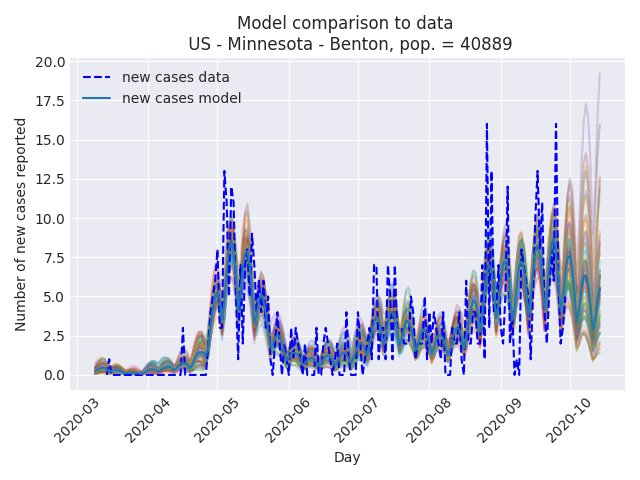 Model comparison to data
US - Minnesota - Benton, pop. = 40889
new cases data
new cases model
Number of new cases reported
20.0
17.5
15.0
12.5
10.0
7.5
5.0
2.5
0.0
2020-03
2020-04
2020-05
2020-06
2020-07
2020-08
2020-09
2020-10
Day